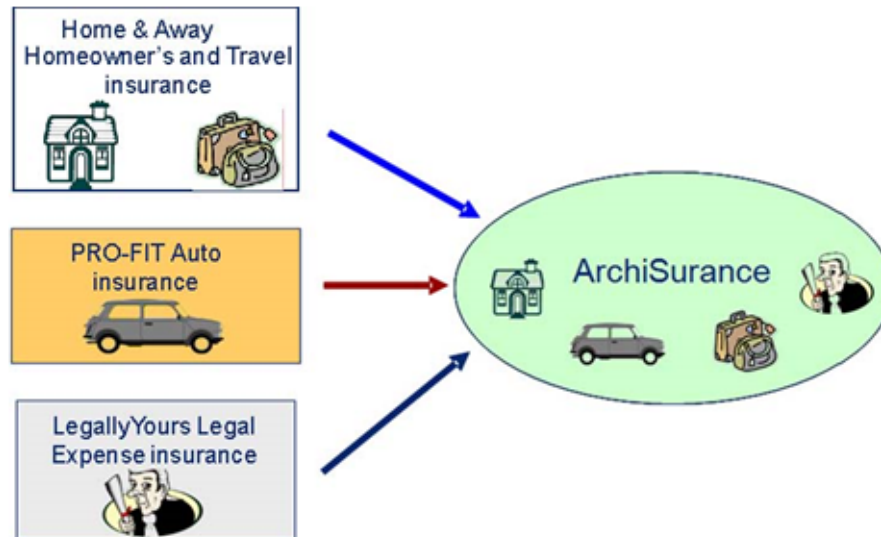 Home & Away
Homeowner's and Travel
insurance
PRO-FIT Auto
insurance
LegallyYours Legal
Expense insurance
ArchiSurance